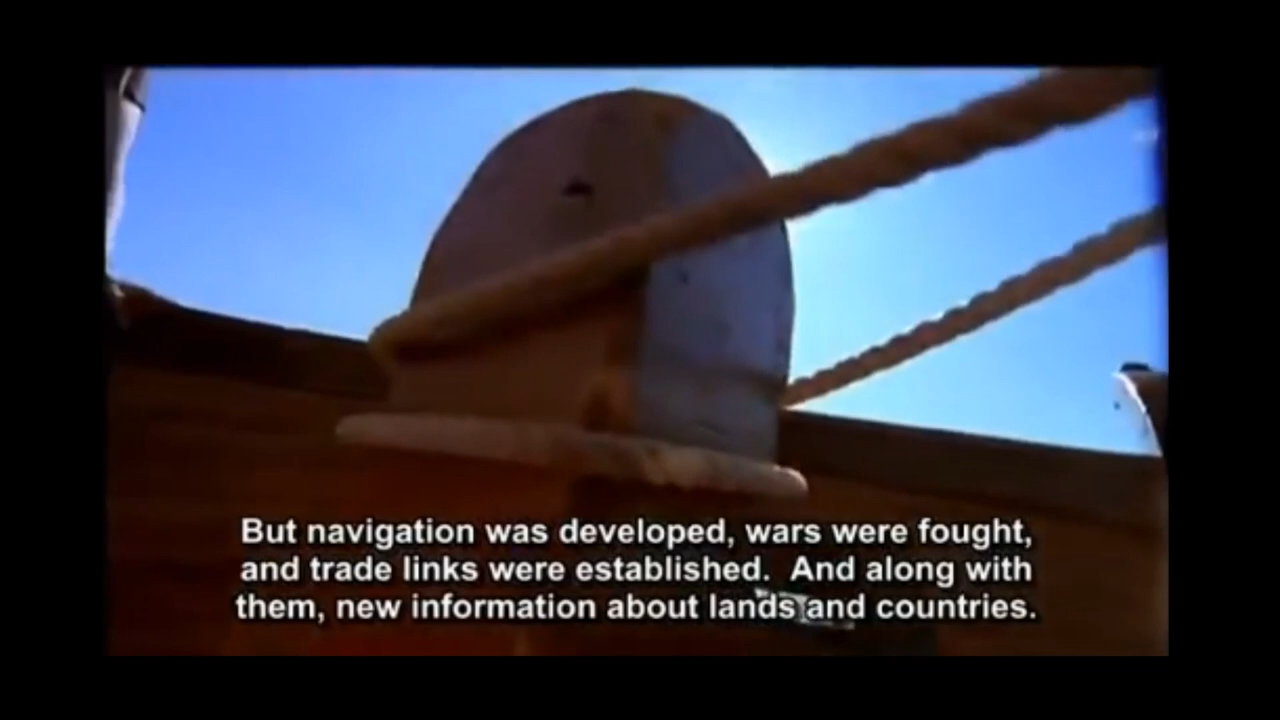 But navigation was developed, wars were fought,
and trade links were established.  And along with
them, new information about lands and countries.